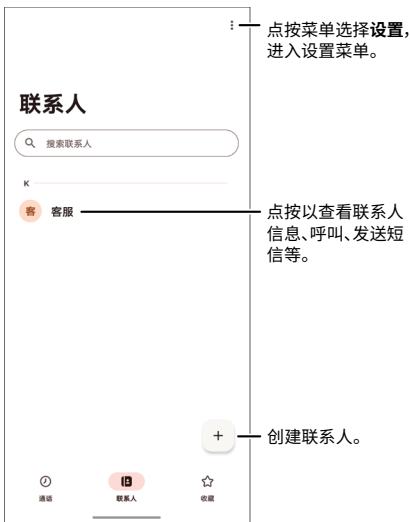 点按菜单选择设置,
进入设置菜单。
联系人
搜索联系人
K
客 客服
点按以查看联系人
信息、呼叫、发送短
信等。
+
创建联系人。
通话 联系人 收藏